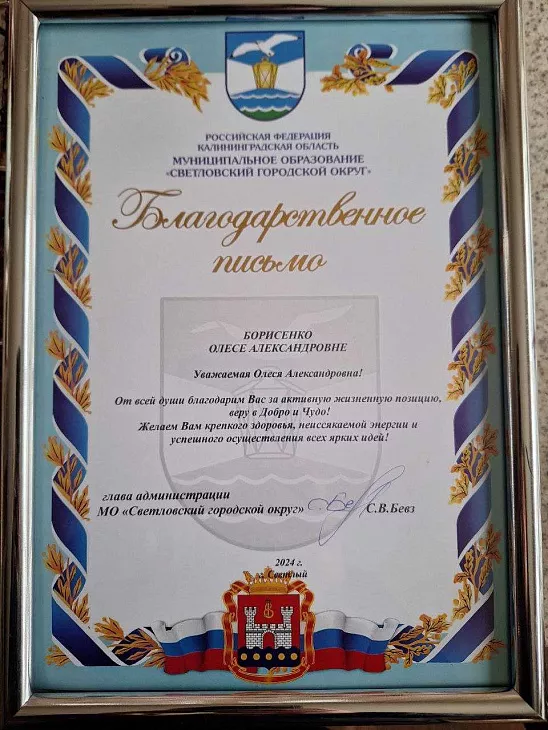 РОССИЙСКАЯ ФЕДЕРАЦИЯ
КАЛИНИНГРАДСКАЯ ОБЛАСТЬ
МУНИЦИПАЛЬНОЕ ОБРАЗОВАНИЕ
«СВЕТЛОВСКИЙ ГОРОДСКОЙ ОКРУГ»
Благодарственное
письмо
БОРИСЕНКО
ОЛЕСЕ АЛЕКСАНДРОВНЕ
Уважаемая Олеся Александровна!
От всей души благодарим Вас за активную жизненную позицию,
веру в Добро и Чудо!
Желаем Вам крепкого здоровья, неиссякаемой энергии и
успешного осуществления всех ярких идей!
глава администрации
МО «Светловский городской округ» С.В.Бевз
2024 г.
г. Светлый